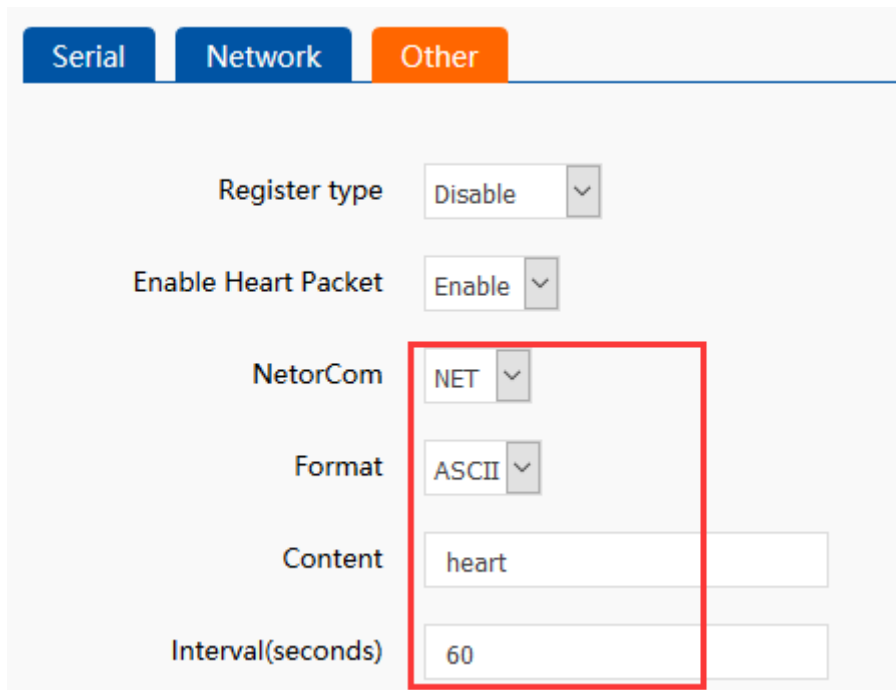 Serial Network Other
Register type Disable
Enable Heart Packet Enable
NetorCom NET
Format ASCII
Content heart
Interval(seconds) 60